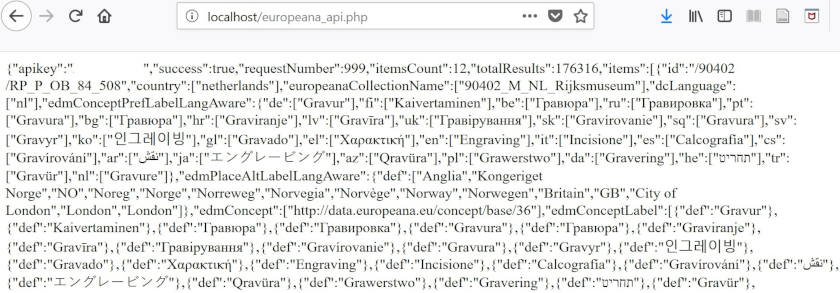 localhost/europeana_api.php
{"apikey":" ","success":true,"requestNumber":999,"itemsCount":12,"totalResults":176316,"items":[{"id":"/90402
/RP_P_OB_84_508","country":["netherlands"],"europeanaCollectionName":["90402_M_NL_Rijksmuseum"],"dcLanguage":
["nl"],"edmConceptPrefLabelLangAware":{"de":["Gravur"],"fi":["Kaivertaminen"],"be":["Гравюра"],"ru":["Гравировка"],"pt":
["Gravura"],"bg":["Гравюра"],"hr":["Graviranje"],"lv":["Gravīra"],"uk":["Гравірування"],"sk":["Gravírovanie"],"sq":["Gravura"],"sv":
["Gravyr"],"ko":["인그레이빙"],"gl":["Gravado"],"el":["Χαρακτική"],"en":["Engraving"],"it":["Incisione"],"es":["Calcografía"],"cs":
["Gravírování"],"ar":["نقش"],"ja":["エングレービング"],"az":["Qravüra"],"pl":["Grawerstwo"],"da":["Gravering"],"he":["תחריט"],"tr":
["Gravür"],"nl":["Gravure"]},"edmPlaceAltLabelLangAware":{"def":["Anglia","Kongeriget
Norge","NO","Noreg","Norge","Norreweg","Norvegia","Norvège","Norway","Norwegen","Britain","GB","City of
London","London","London"]},"edmConcept":["http://data.europeana.eu/concept/base/36"],"edmConceptLabel":[{"def":"Gravur"},
{"def":"Kaivertaminen"},{"def":"Гравюра"},{"def":"Гравировка"},{"def":"Gravura"},{"def":"Гравюра"},{"def":"Graviranje"},
{"def":"Gravīra"},{"def":"Гравірування"},{"def":"Gravírovanie"},{"def":"Gravura"},{"def":"Gravyr"},{"def":"인그레이빙"},
{"def":"Gravado"},{"def":"Χαρακτική"},{"def":"Engraving"},{"def":"Incisione"},{"def":"Calcografía"},{"def":"Gravírování"},{"def":"نقش"},
{"def":"エングレービング"},{"def":"Qravüra"},{"def":"Grawerstwo"},{"def":"Gravering"},{"def":"תחריט"},{"def":"Gravür"},